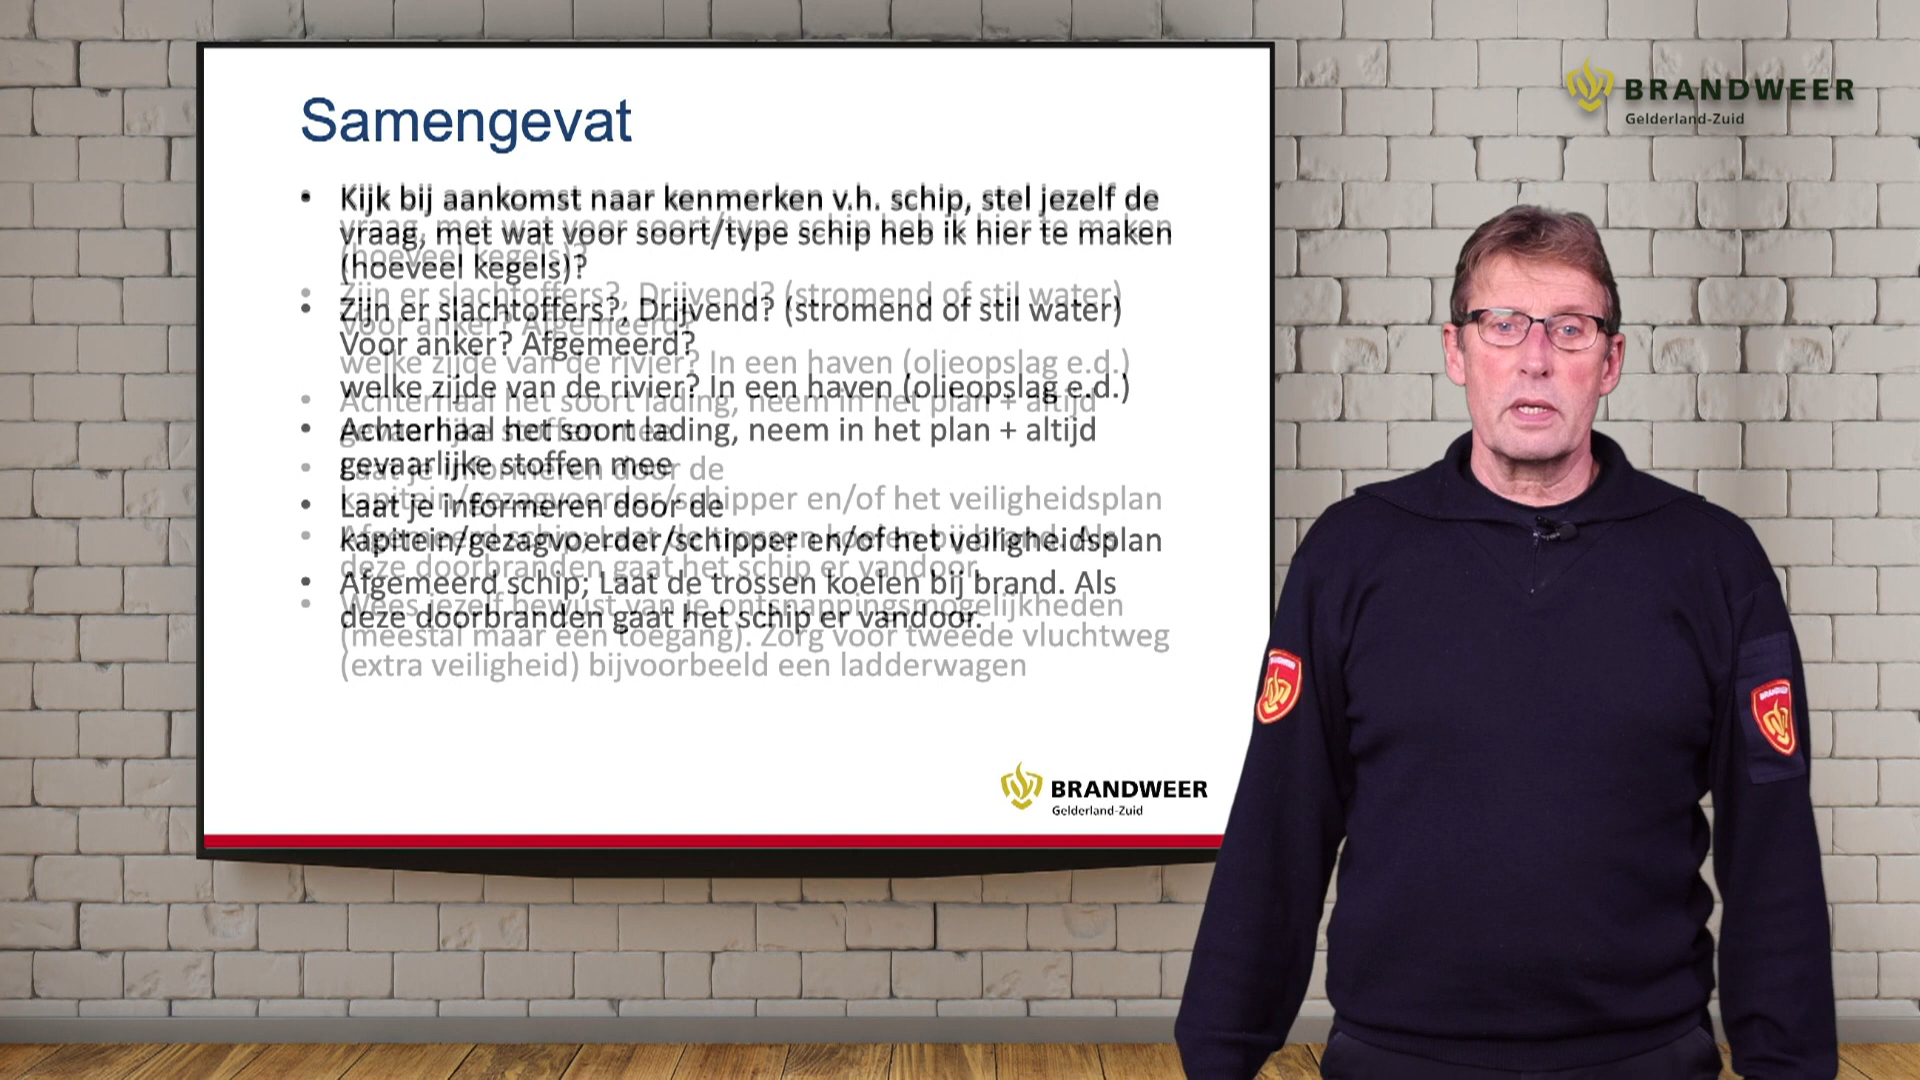 Samengevat
• Kijk bij aankomst naar kenmerken v.h. schip, stel jezelf de
vraag, met wat voor soort/type schip heb ik hier te maken
(hoeveel kegels)?
• Zijn er slachtoffers?, Drijvend? (stromend of stil water)
Voor anker? Afgemeerd?
welke zijde van de rivier? In een haven (olieopslag e.d.)
• Achterhaal het soort lading, neem in het plan + altijd
gevaarlijke stoffen mee
• Laat je informeren door de
kapitein/gezagvoerder/schipper en/of het veiligheidsplan
• Afgemeerd schip; Laat de trossen koelen bij brand. Als
deze doorbranden gaat het schip er vandoor.
• Wees jezelf bewust van je ontsnappingsmogelijkheden
(meestal maar één toegang). Zorg voor tweede vluchtweg
(extra veiligheid) bijvoorbeeld een ladderwagen
BRANDWEER
Gelderland-Zuid
BRANDWEER
Gelderland-Zuid
BRANDWEER